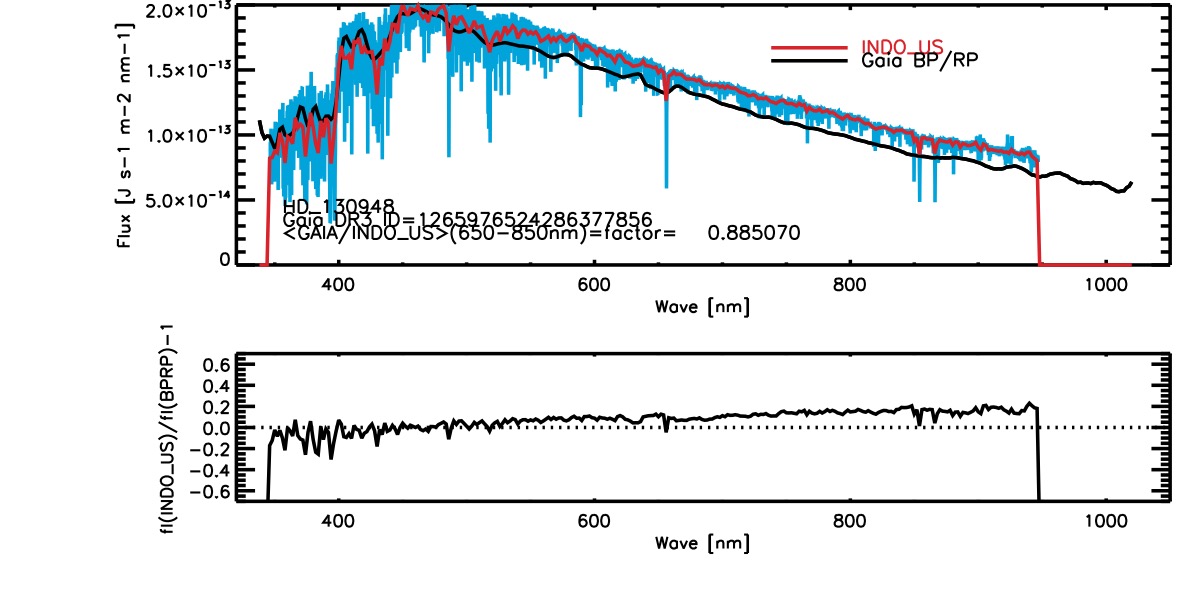 2.0×10−13
1.5×10−13
1.0×10−13
5.0×10−14
0
Flux [J s−1 m−2 nm−1]
INDO_US
Gaia BP/RP
HD_130948
Gaia DR3 ID=1265976524286377856
<GAIA/INDO_US>(650−850nm)=factor= 0.885070
400 600 800 1000
Wave [nm]
fl(INDO_US)/fl(BPRP)−1
0.6
0.4
0.2
0.0
−0.2
−0.4
−0.6
400 600 800 1000
Wave [nm]